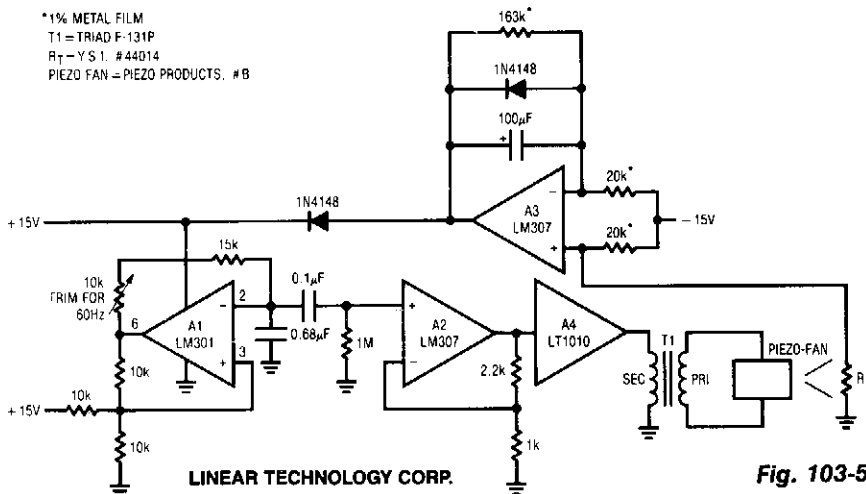 *1% METAL FILM
T1 = TRIAD F-131P
RT – Y S I. #44014
PIEZO FAN = PIEZO PRODUCTS, #B
163k*
1N4148
100µF
+
20k*
−
A3
LM307
+
−15V
20k*
1N4148
+15V
15k
10k
TRIM FOR
60Hz
6
2
−
A1
LM301
3
+
0.1µF
0.68µF
1M
+
A2
LM307
−
A4
LT1010
T1
SEC
PRI
PIEZO-FAN
R
10k
2.2k
+15V
10k
10k
1k
LINEAR TECHNOLOGY CORP.
Fig. 103-5